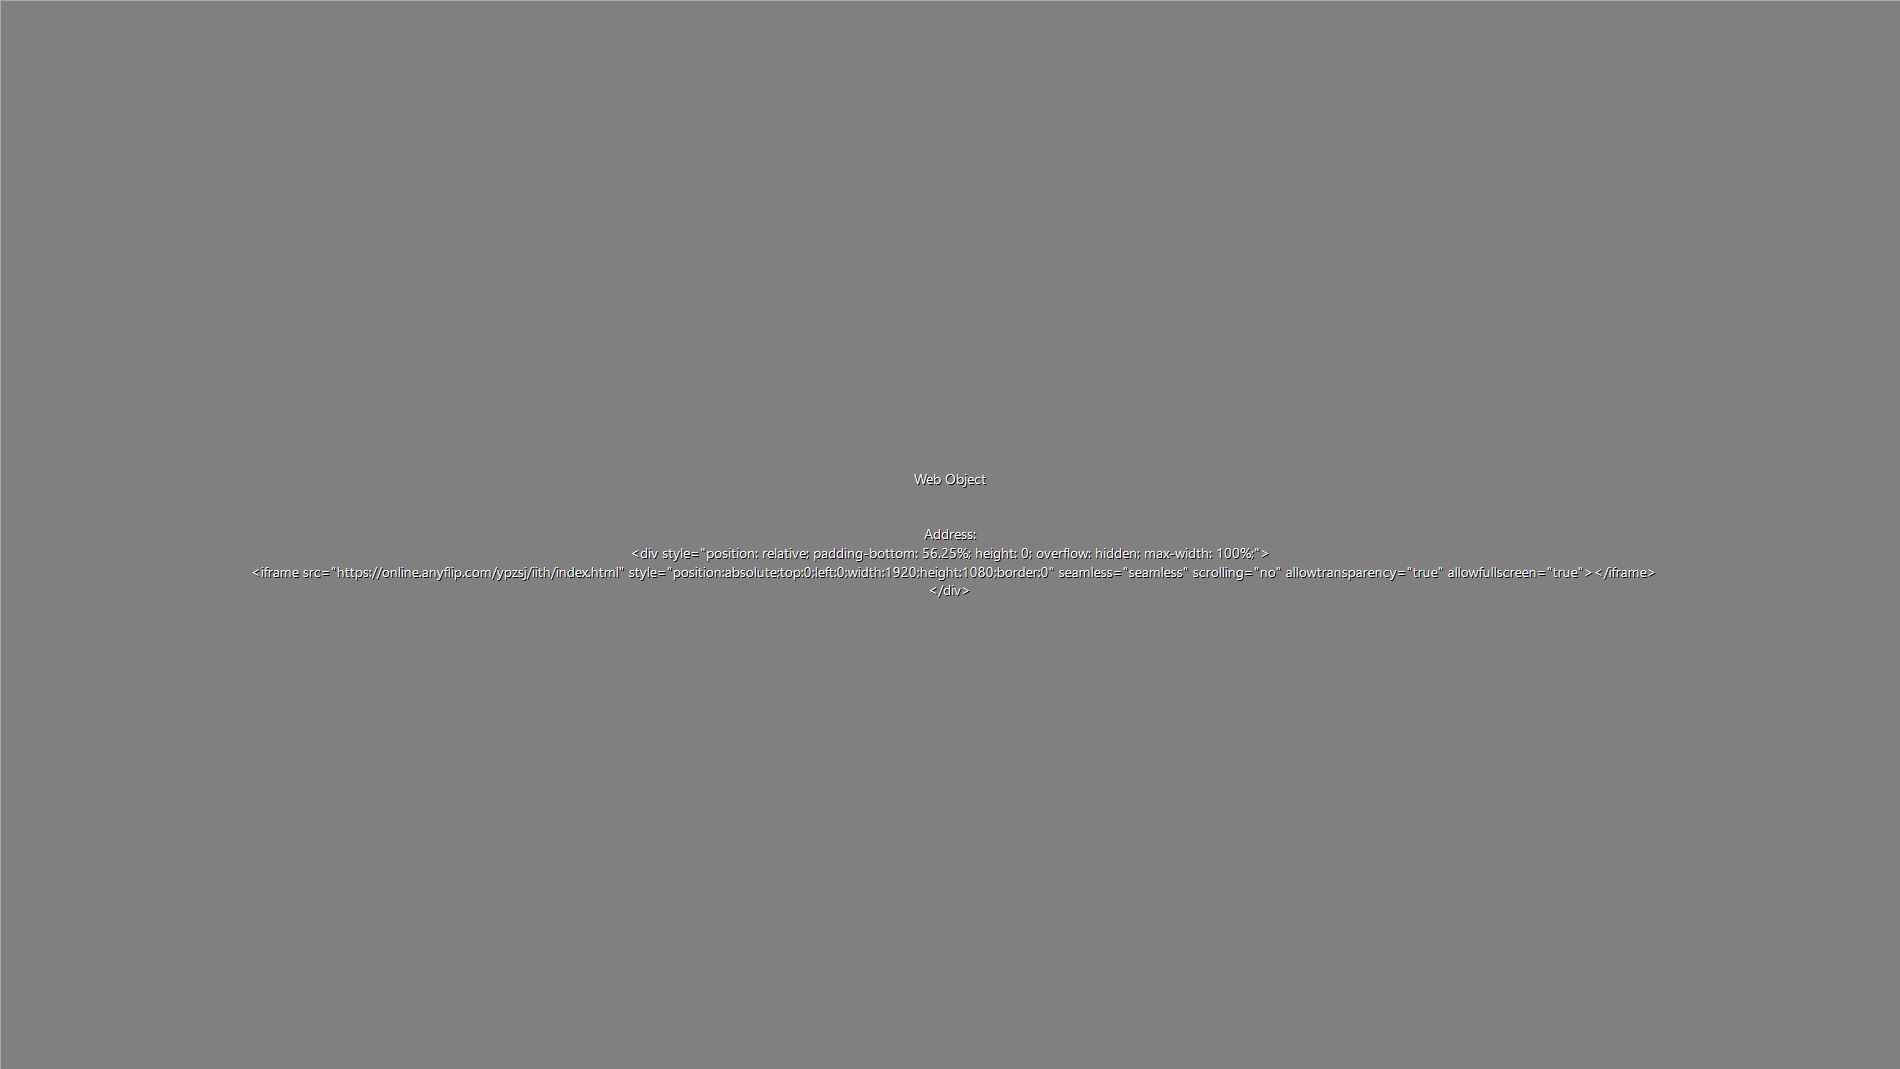 Web Object
Address:
<div style="position: relative; padding-bottom: 56.25%; height: 0; overflow: hidden; max-width: 100%;">
<iframe src="https://online.anyflip.com/ypzsj/iith/index.html" style="position:absolute;top:0;left:0;width:1920;height:1080;border:0" seamless="seamless" scrolling="no" allowtransparency="true" allowfullscreen="true"></iframe>
</div>